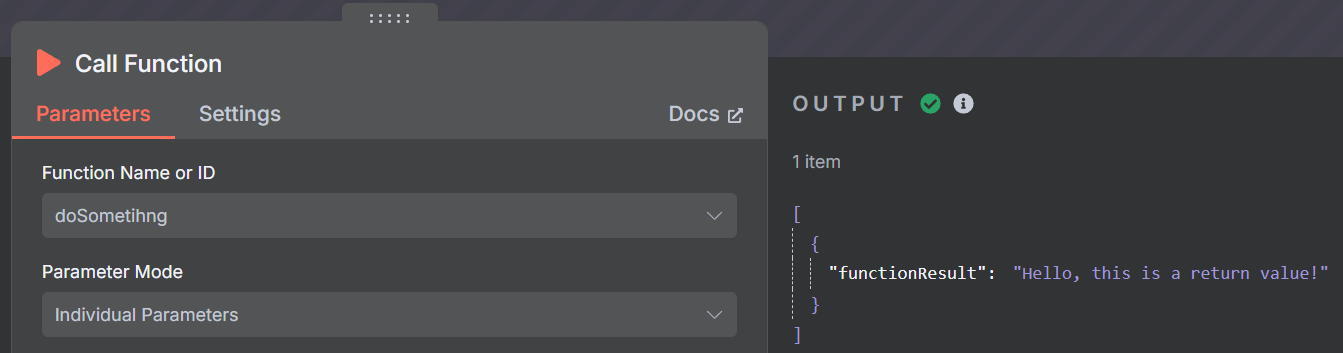 Call Function
Parameters Settings Docs
Function Name or ID
doSometihng
Parameter Mode
Individual Parameters
OUTPUT
1 item
[
{
"functionResult": "Hello, this is a return value!"
}
]